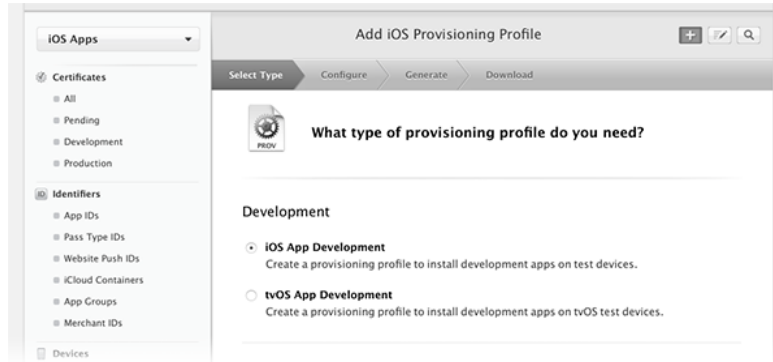 iOS Apps
Add iOS Provisioning Profile
Certificates
All
Pending
Development
Production
ID Identifiers
App IDs
Pass Type IDs
Website Push IDs
iCloud Containers
App Groups
Merchant IDs
Devices
Select Type
Configure
Generate
Download
PROV
What type of provisioning profile do you need?
Development
iOS App Development
Create a provisioning profile to install development apps on test devices.
tvOS App Development
Create a provisioning profile to install development apps on tvOS test devices.